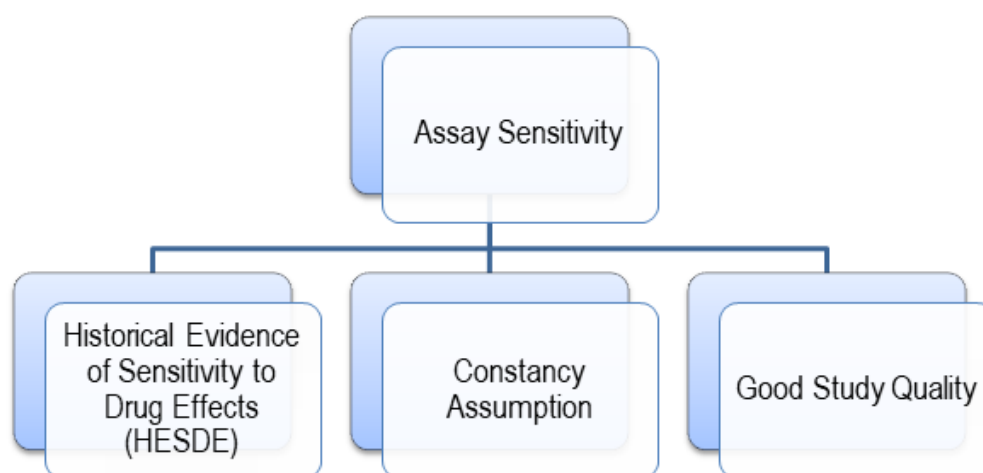 Assay Sensitivity
Historical Evidence
of Sensitivity to
Drug Effects
(HESDE)
Constancy
Assumption
Good Study Quality